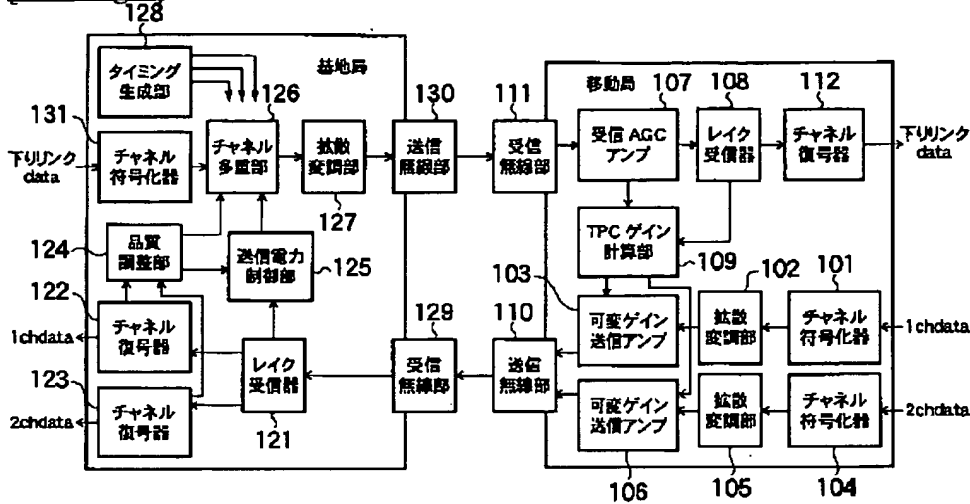 128
タイミング
生成部
基地局
126
130
111
移動局
107
108
112
131
下りリンク
data
チャネル
符号化器
チャネル
多重部
拡散
変調部
送信
無線部
受信
無線部
受信 AGC
アンプ
レイク
受信器
チャネル
復号器
下りリンク
data
127
124
品質
調整部
送信電力
制御部
125
TPC ゲイン
計算部
109
103
102
101
122
1chdata
チャネル
復号器
129
110
可変ゲイン
送信アンプ
拡散
変調部
チャネル
符号化器
1chdata
レイク
受信器
受信
無線部
送信
無線部
123
2chdata
チャネル
復号器
121
可変ゲイン
送信アンプ
拡散
変調部
チャネル
符号化器
2chdata
106
105
104